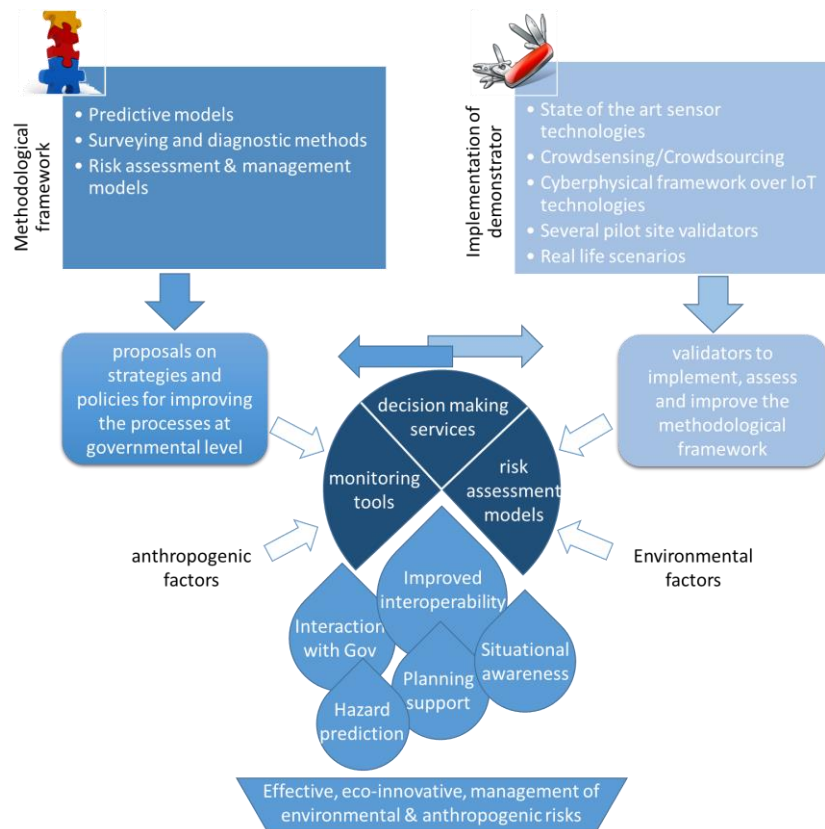 Methodological
framework
• Predictive models
• Surveying and diagnostic methods
• Risk assessment & management
models
Implementation of
demonstrator
• State of the art sensor
technologies
• Crowdsensing/Crowdsourcing
• Cyberphysical framework over IoT
technologies
• Several pilot site validators
• Real life scenarios
proposals on
strategies and
policies for improving
the processes at
governmental level
validators to
implement, assess
and improve the
methodological
framework
decision making
services
monitoring
tools
risk
assessment
models
anthropogenic
factors
Environmental
factors
Improved
interoperability
Interaction
with Gov
Situational
awareness
Planning
support
Hazard
prediction
Effective, eco-innovative, management of
environmental & anthropogenic risks